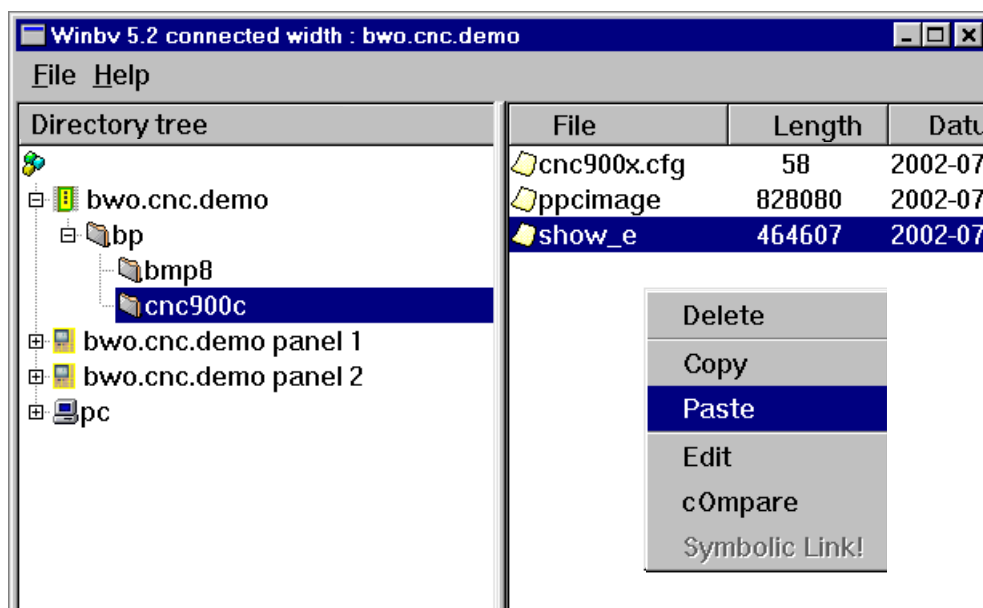 Winbv 5.2 connected width : bwo.cnc.demo
File Help
Directory tree
File Length Datu
bwo.cnc.demo
bp
bmp8
cnc900c
bwo.cnc.demo panel 1
bwo.cnc.demo panel 2
pc
cnc900x.cfg 58 2002-07
ppcimage 828080 2002-07
show_e 464607 2002-07
Delete
Copy
Paste
Edit
cOmpare
Symbolic Link!